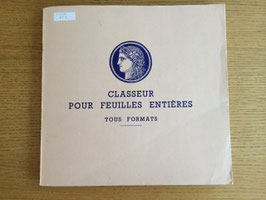 CLASSEUR
POUR FEUILLES ENTIÈRES
TOUS FORMATS